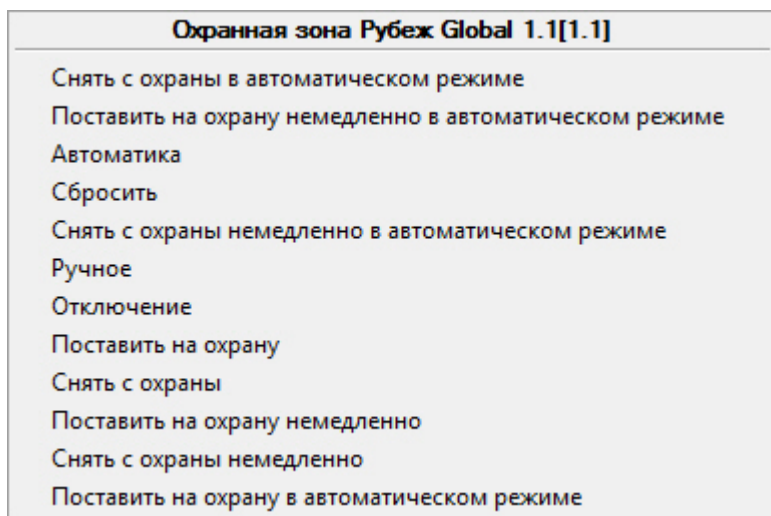 Охранная зона Рубеж Global 1.1[1.1]
Снять с охраны в автоматическом режиме
Поставить на охрану немедленно в автоматическом режиме
Автоматика
Сбросить
Снять с охраны немедленно в автоматическом режиме
Ручное
Отключение
Поставить на охрану
Снять с охраны
Поставить на охрану немедленно
Снять с охраны немедленно
Поставить на охрану в автоматическом режиме